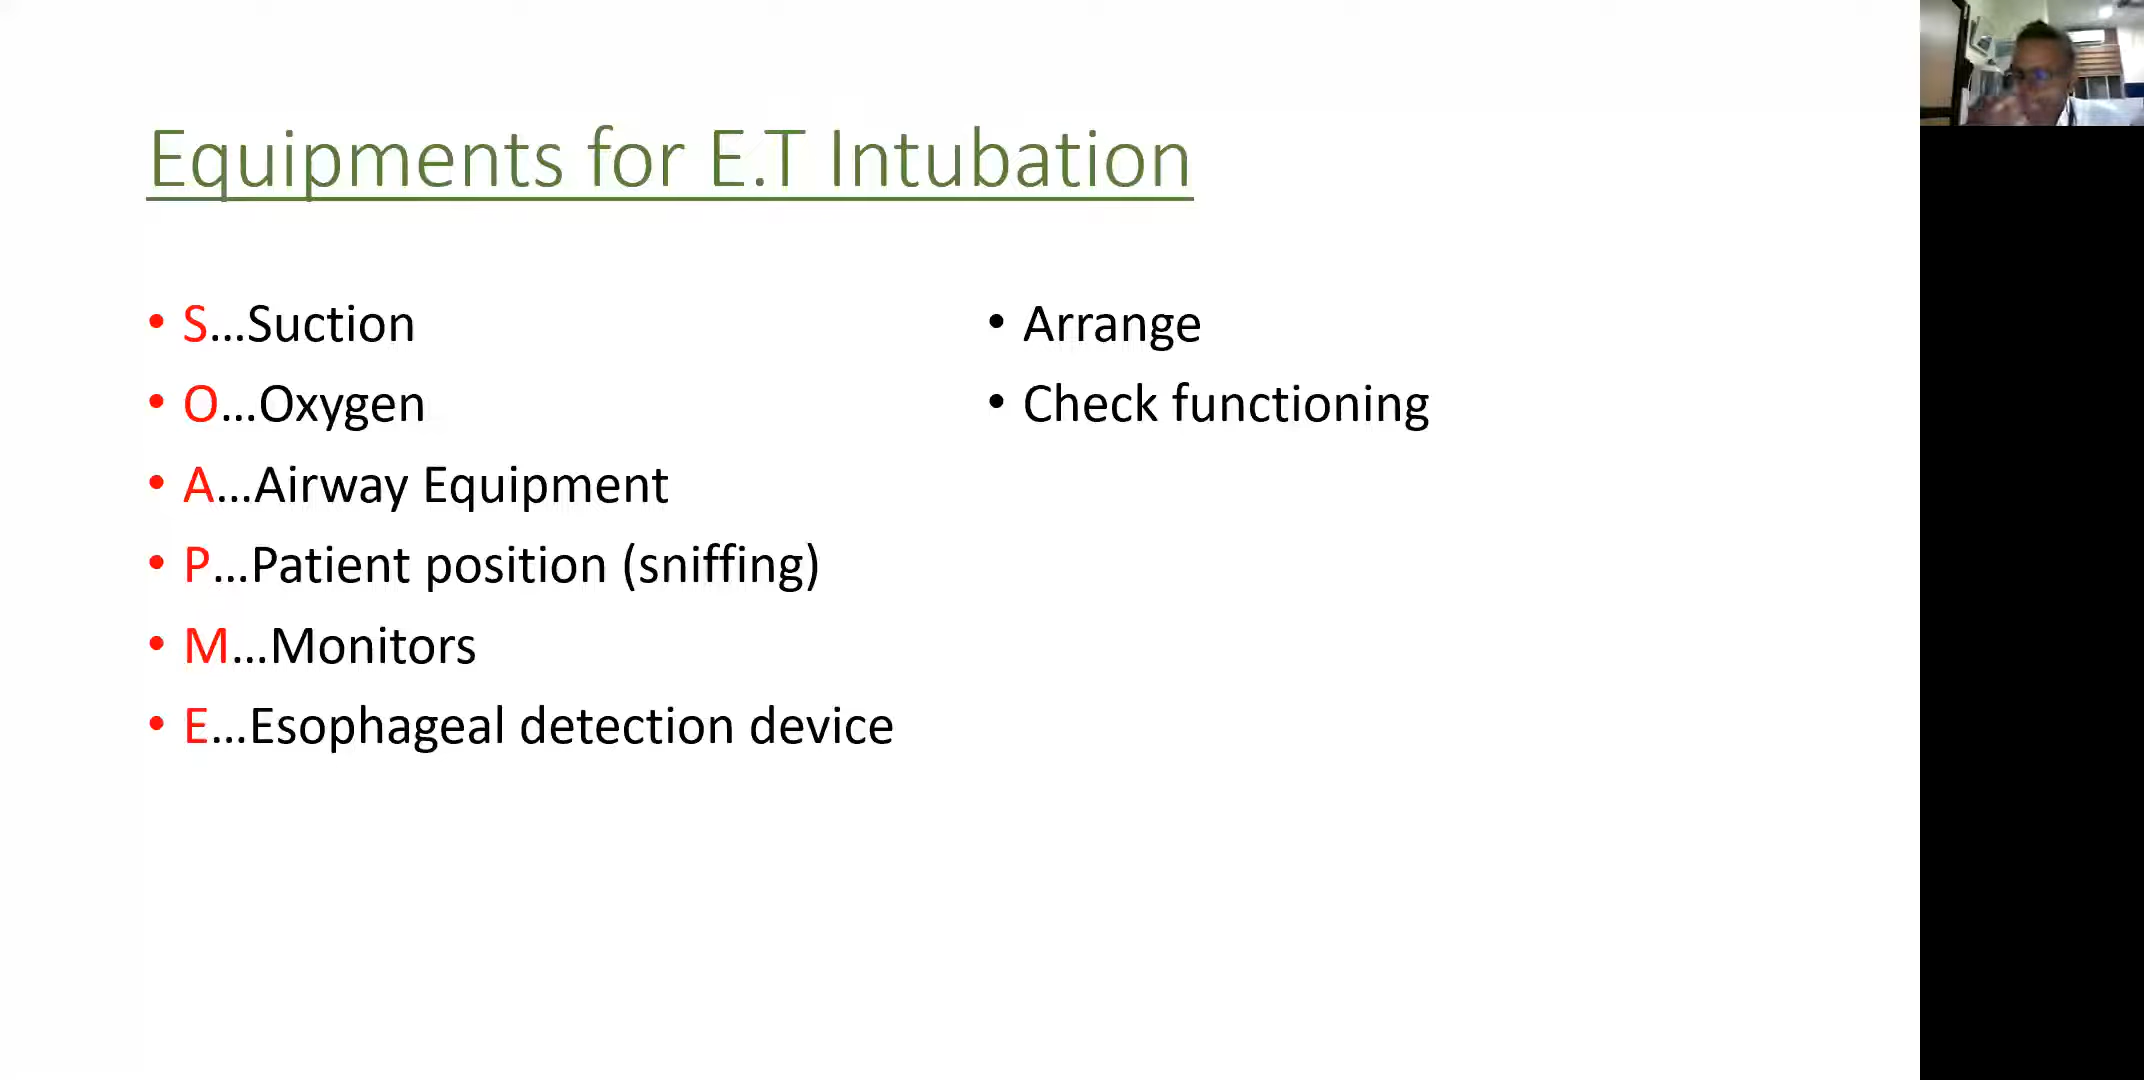 Equipments for E.T Intubation
• S...Suction
• O...Oxygen
• A...Airway Equipment
• P...Patient position (sniffing)
• M...Monitors
• E...Esophageal detection device
• Arrange
• Check functioning